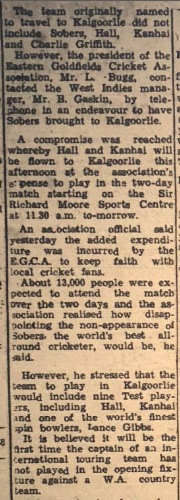 The team originally named
to travel to Kalgoorlie did not
include Sobers, Hall, Kanhai
and Charlie Griffith.
However, the president of the
Eastern Goldfields Cricket As-
sociation, Mr. L. Bugg, con-
tacted the West Indies mana-
ger, Mr. B. Gaskin, by tele-
phone in an endeavour to have
Sobers brought to Kalgoorlie.
A compromise was reached
whereby Hall and Kanhai will
be flown to Kalgoorlie this
afternoon at the association's
expense to play in the two-day
match starting on the Sir
Richard Moore Sports Centre
at 11.30 a.m. to-morrow.
An association official said
yesterday the added expendi-
ture was incurred by the
E.G.C.A. to keep faith with
local cricket fans.
About 13,000 people were ex-
pected to attend the match
over the two days and the as-
sociation realised how disap-
pointing the non-appearance of
Sobers, the world's best all-
round cricketer, would be, he
said.
However, he stressed that the
team to play in Kalgoorlie
would include nine Test play-
ers, including Hall, Kanhai
and one of the world's finest
spin bowlers, Lance Gibbs.
It is believed it will be the
first time the captain of an in-
ternational touring team has
not played in the opening fix-
ture against a W.A. country
team.